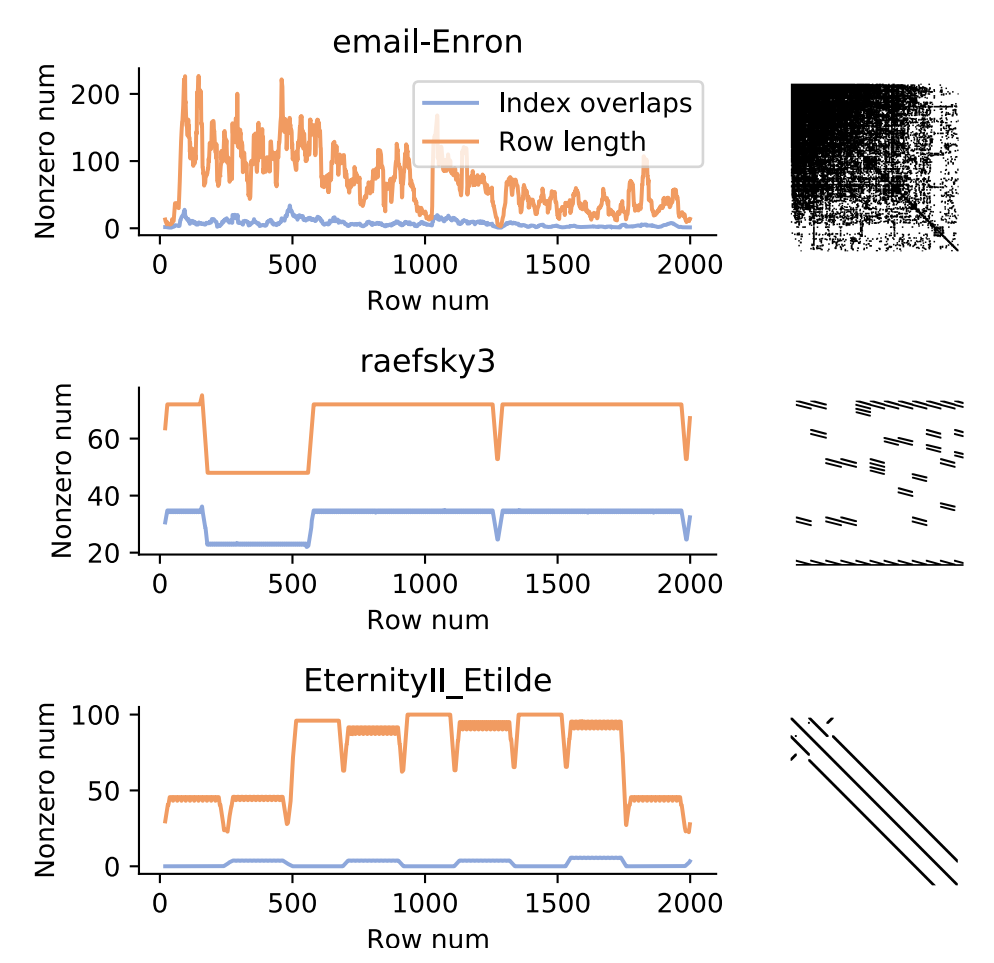 email-Enron
Nonzero num
200
100
0
Index overlaps
Row length
0 500 1000 1500 2000
Row num
raefsky3
Nonzero num
60
40
20
0 500 1000 1500 2000
Row num
EternityII_Etilde
Nonzero num
100
50
0
0 500 1000 1500 2000
Row num